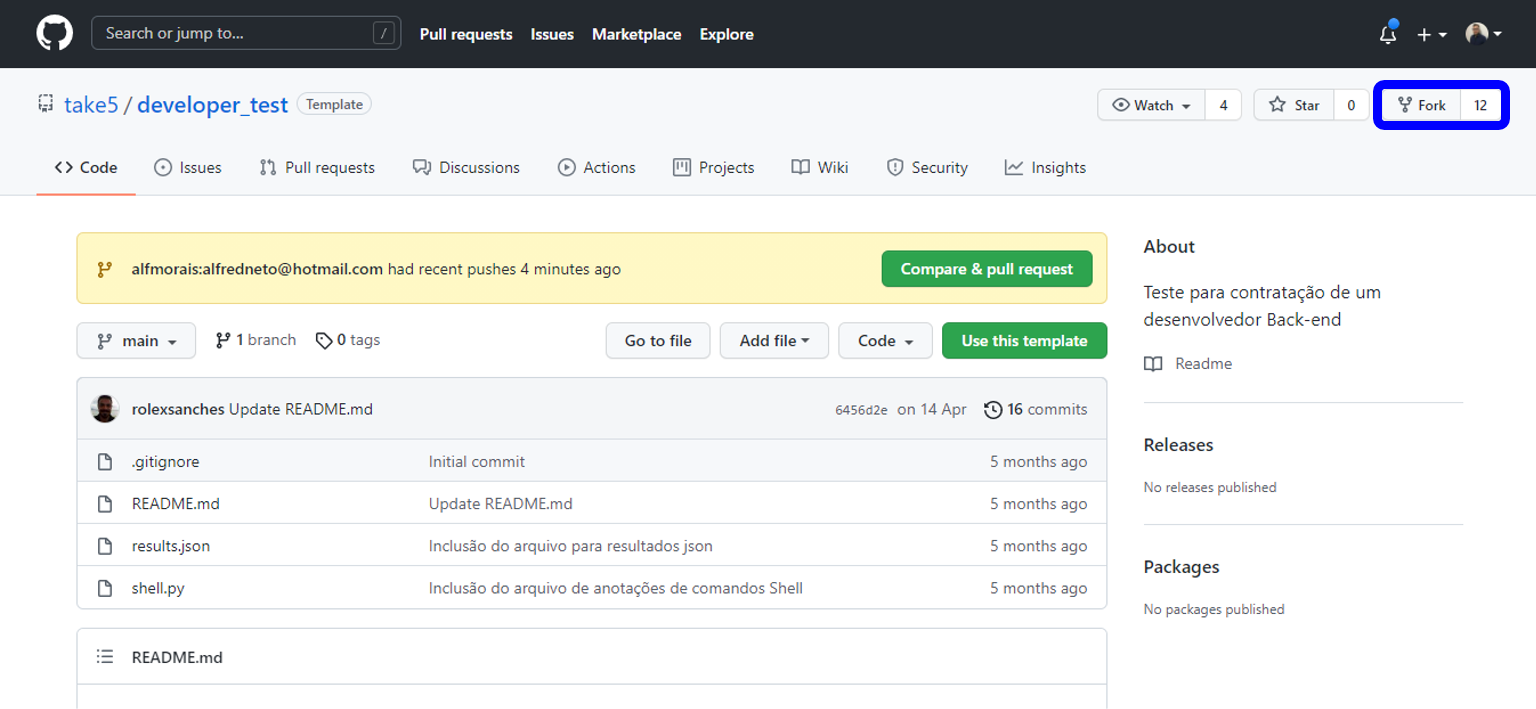 Search or jump to... /
Pull requests Issues Marketplace Explore
take5 / developer_test Template
Watch 4 Star 0 Fork 12
Code Issues Pull requests Discussions Actions Projects Wiki Security Insights
alfmorais:alfredneto@hotmail.com had recent pushes 4 minutes ago
Compare & pull request
main 1 branch 0 tags Go to file Add file Code Use this template
rolexsanches Update README.md 6456d2e on 14 Apr 16 commits
.gitignore Initial commit 5 months ago
README.md Update README.md 5 months ago
results.json Inclusão do arquivo para resultados json 5 months ago
shell.py Inclusão do arquivo de anotações de comandos Shell 5 months ago
README.md
About
Teste para contratação de um
desenvolvedor Back-end
Readme
Releases
No releases published
Packages
No packages published